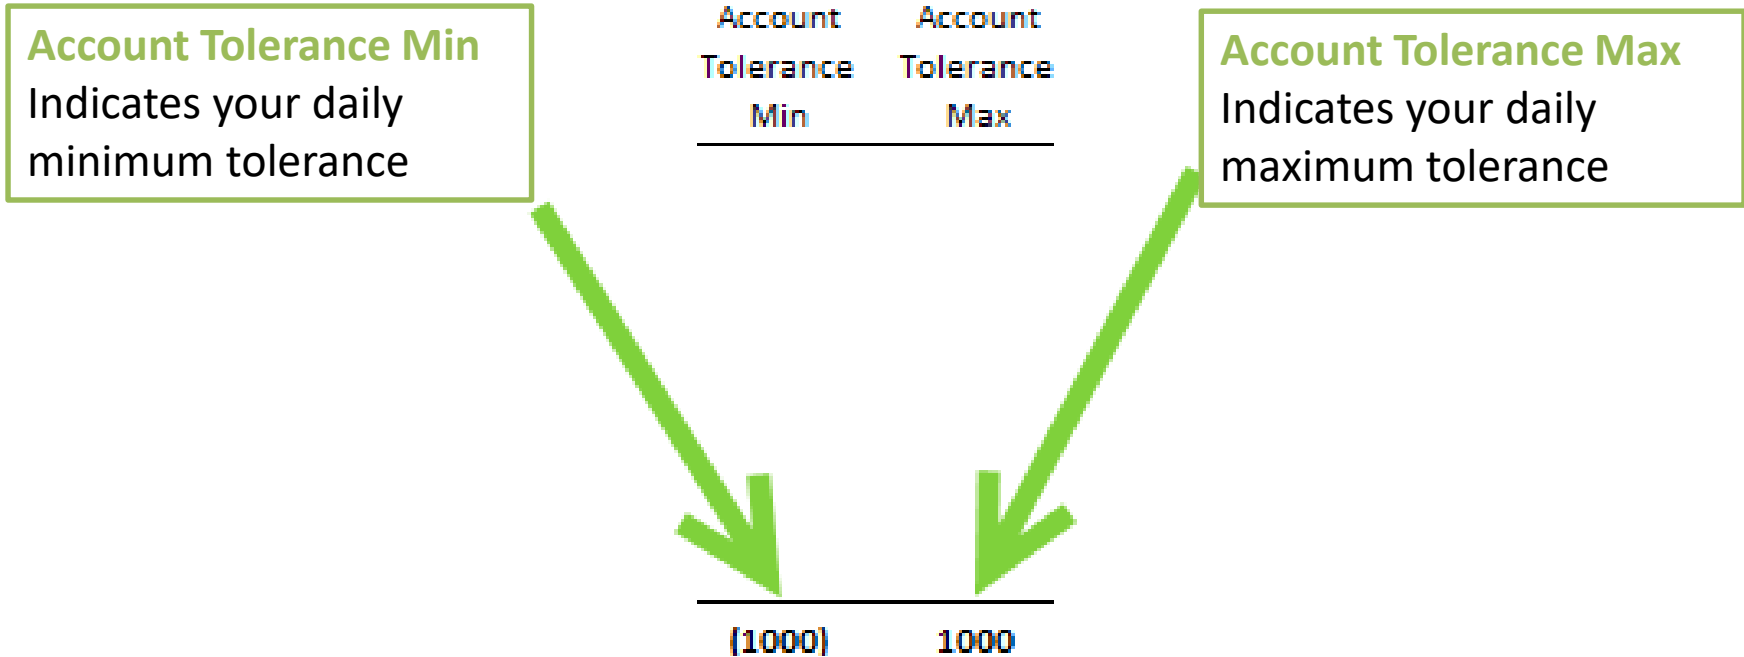 Account Tolerance Min
Indicates your daily
minimum tolerance
Account
Tolerance
Min
Account
Tolerance
Max
Account Tolerance Max
Indicates your daily
maximum tolerance
(1000)
1000